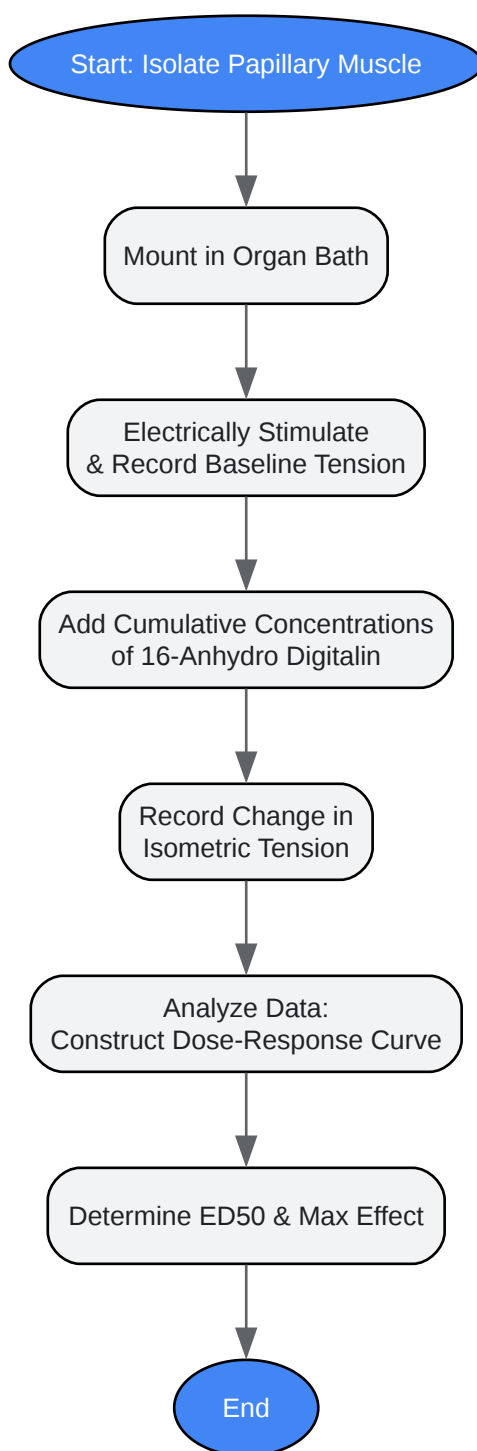 Start: Isolate Papillary Muscle
Mount in Organ Bath
Electrically Stimulate
& Record Baseline Tension
Add Cumulative Concentrations
of 16-Anhydro Digitalin
Record Change in
Isometric Tension
Analyze Data:
Construct Dose-Response Curve
Determine ED50 & Max Effect
End